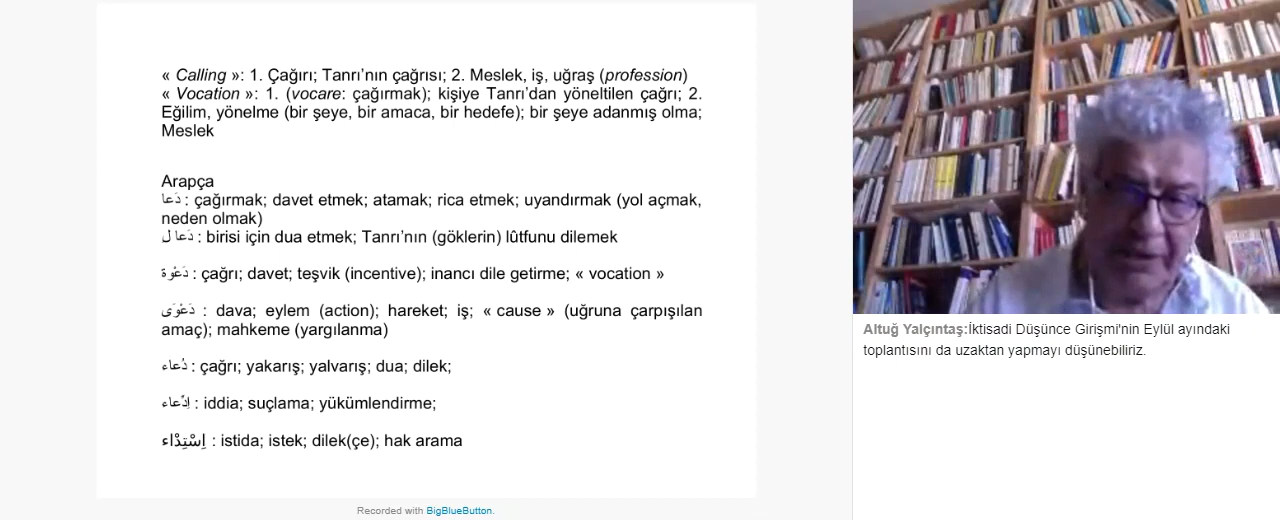 « Calling »: 1. Çağırı; Tanrı’nın çağrısı; 2. Meslek, iş, uğraş (profession)
« Vocation »: 1. (vocare: çağırmak); kişiye Tanrı’dan yöneltilen çağrı; 2.
Eğilim, yönelme (bir şeye, bir amaca, bir hedefe); bir şeye adanmış olma;
Meslek
Arapça
دَعا : çağırmak; davet etmek; atamak; rica etmek; uyandırmak (yol açmak,
neden olmak)
دَعا ل : birisi için dua etmek; Tanrı’nın (göklerin) lûtfunu dilemek
دَعْوة : çağrı; davet; teşvik (incentive); inancı dile getirme; « vocation »
دَعْوَى : dava; eylem (action); hareket; iş; « cause » (uğruna çarpışılan
amaç); mahkeme (yargılanma)
دُعاء : çağrı; yakarış; yalvarış; dua; dilek;
اِدِّعاء : iddia; suçlama; yükümlendirme;
اِسْتِدْاء : istida; istek; dilek(çe); hak arama
Recorded with BigBlueButton.
Altuğ Yalçıntaş:İktisadi Düşünce Girişmi'nin Eylül ayındaki
toplantısını da uzaktan yapmayı düşünebiliriz.